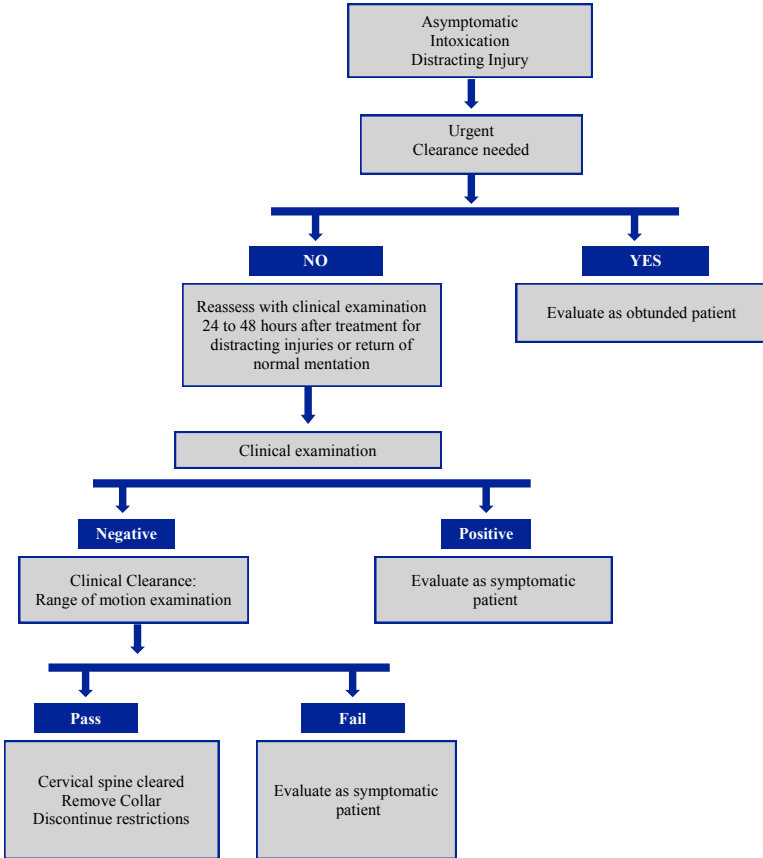 Asymptomatic
Intoxication
Distracting Injury
Urgent
Clearance needed
NO
YES
Reassess with clinical examination
24 to 48 hours after treatment for
distracting injuries or return of
normal mentation
Evaluate as obtunded patient
Clinical examination
Negative
Positive
Clinical Clearance:
Range of motion examination
Evaluate as symptomatic
patient
Pass
Fail
Cervical spine cleared
Remove Collar
Discontinue restrictions
Evaluate as symptomatic
patient